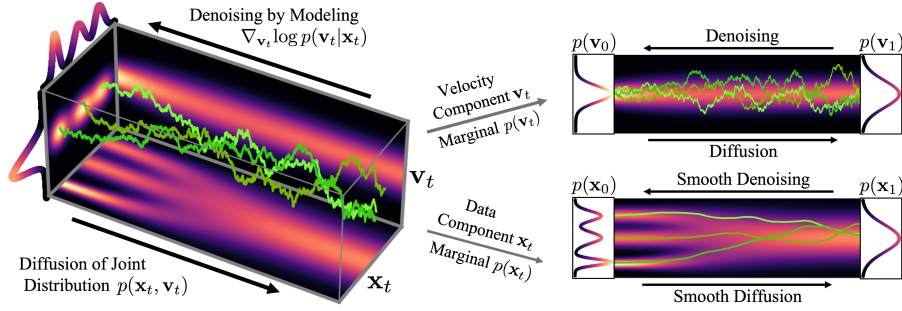 Denoising by Modeling
∇𝐯ₜ log p(𝐯ₜ|𝐱ₜ)
𝐯ₜ
𝐱ₜ
Diffusion of Joint
Distribution p(𝐱ₜ, 𝐯ₜ)
Velocity
Component 𝐯ₜ
Marginal p(𝐯ₜ)
Data
Component 𝐱ₜ
Marginal p(𝐱ₜ)
p(𝐯₀)
Denoising
p(𝐯₁)
Diffusion
p(𝐱₀)
Smooth Denoising
p(𝐱₁)
Smooth Diffusion